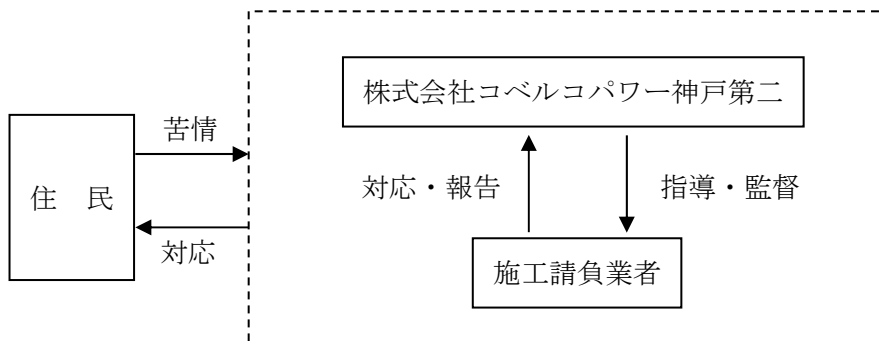 株式会社コベルコパワー神戸第二
苦情
住　民
対応・報告
指導・監督
対応
施工請負業者